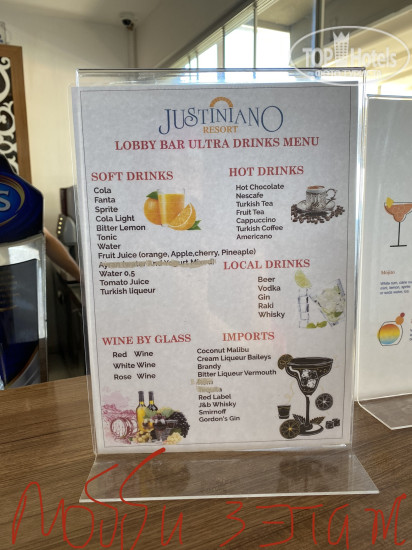 TOP Hotels
JUSTINIANO
RESORT
LOBBY BAR ULTRA DRINKS MENU
SOFT DRINKS
Cola
Fanta
Sprite
Cola Light
Bitter Lemon
Tonic
Water
Fruit Juice (orange, Apple,cherry, Pineaple)
Water 0.5
Tomato Juice
Turkish liqueur
HOT DRINKS
Hot Chocolate
Nescafe
Turkish Tea
Fruit Tea
Cappuccino
Turkish Coffee
Americano
LOCAL DRINKS
Beer
Vodka
Gin
Raki
Whisky
WINE BY GLASS
Red Wine
White Wine
Rose Wine
IMPORTS
Coconut Malibu
Cream Liqueur Baileys
Brandy
Bitter Liqueur Vermouth
Red Label
J&b Whisky
Smirnoff
Gordon's Gin
Mojito
лобби